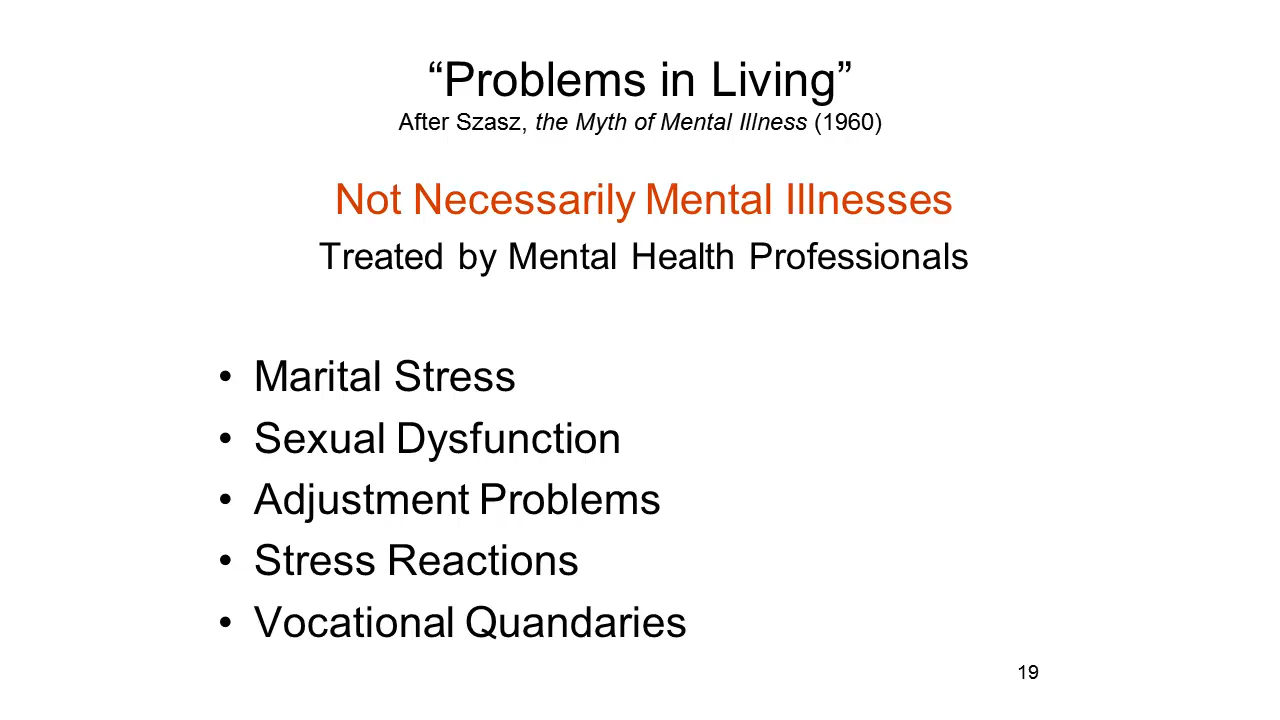 “Problems in Living”
After Szasz, the Myth of Mental Illness (1960)
Not Necessarily Mental Illnesses
Treated by Mental Health Professionals
• Marital Stress
• Sexual Dysfunction
• Adjustment Problems
• Stress Reactions
• Vocational Quandaries
19